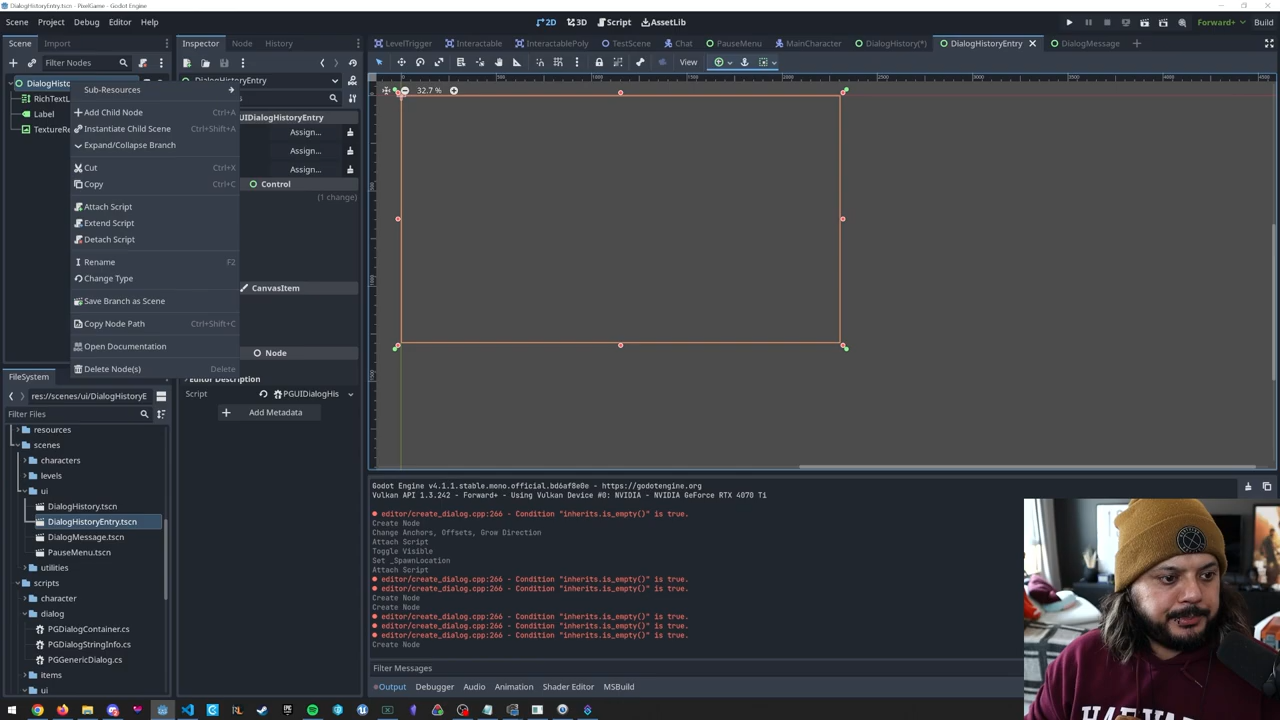 DialogHistoryEntry.tscn - PixelGame - Godot Engine
Scene Project Debug Editor Help
2D 3D Script AssetLib
Forward+ Build
Scene Import
Inspector Node History
LevelTrigger Interactable InteractablePoly TestScene Chat PauseMenu MainCharacter DialogHistory(*) DialogHistoryEntry DialogMessage
Filter Nodes
View
DialogHisto
DialogHistoryEntry
32.7 %
RichTextL
Label
TextureRe
Sub-Resources
Add Child Node Ctrl+A
Instantiate Child Scene Ctrl+Shift+A
Expand/Collapse Branch
Cut Ctrl+X
Copy Ctrl+C
Attach Script
Extend Script
Detach Script
Rename F2
Change Type
Save Branch as Scene
Copy Node Path Ctrl+Shift+C
Open Documentation
Delete Node(s) Delete
UIDialogHistoryEntry
Assign...
Assign...
Assign...
Control
(1 change)
CanvasItem
Node
Editor Description
Script PGUIDialogHis
Add Metadata
FileSystem
res://scenes/ui/DialogHistoryE
Filter Files
resources
scenes
characters
levels
ui
DialogHistory.tscn
DialogHistoryEntry.tscn
DialogMessage.tscn
PauseMenu.tscn
utilities
scripts
character
dialog
PGDialogContainer.cs
PGDialogStringInfo.cs
PGGenericDialog.cs
items
ui
Godot Engine v4.1.1.stable.mono.official.bd6af8e0e - https://godotengine.org
Vulkan API 1.3.242 - Forward+ - Using Vulkan Device #0: NVIDIA - NVIDIA GeForce RTX 4070 Ti
editor/create_dialog.cpp:266 - Condition "inherits.is_empty()" is true.
Create Node
Change Anchors, Offsets, Grow Direction
Attach Script
Toggle Visible
Set _SpawnLocation
Attach Script
editor/create_dialog.cpp:266 - Condition "inherits.is_empty()" is true.
editor/create_dialog.cpp:266 - Condition "inherits.is_empty()" is true.
Create Node
Create Node
editor/create_dialog.cpp:266 - Condition "inherits.is_empty()" is true.
editor/create_dialog.cpp:266 - Condition "inherits.is_empty()" is true.
editor/create_dialog.cpp:266 - Condition "inherits.is_empty()" is true.
Create Node
Filter Messages
Output Debugger Audio Animation Shader Editor MSBuild